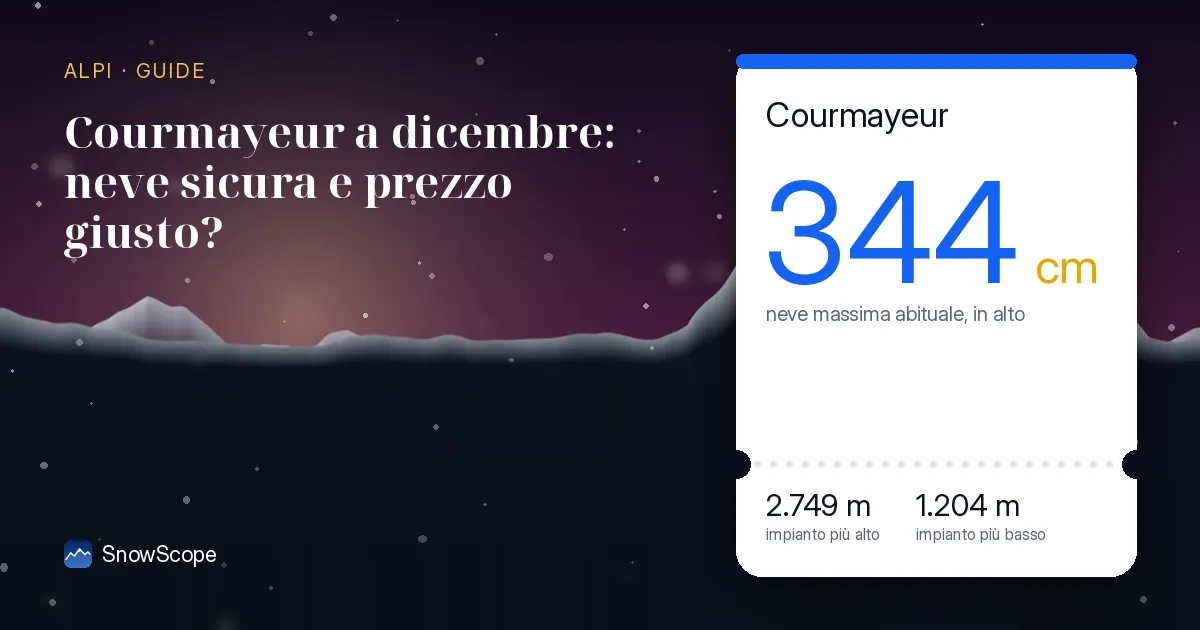 ALPI · GUIDE
Courmayeur a dicembre:
neve sicura e prezzo
giusto?
SnowScope
Courmayeur
344 cm
neve massima abituale, in alto
2.749 m
impianto più alto
1.204 m
impianto più basso